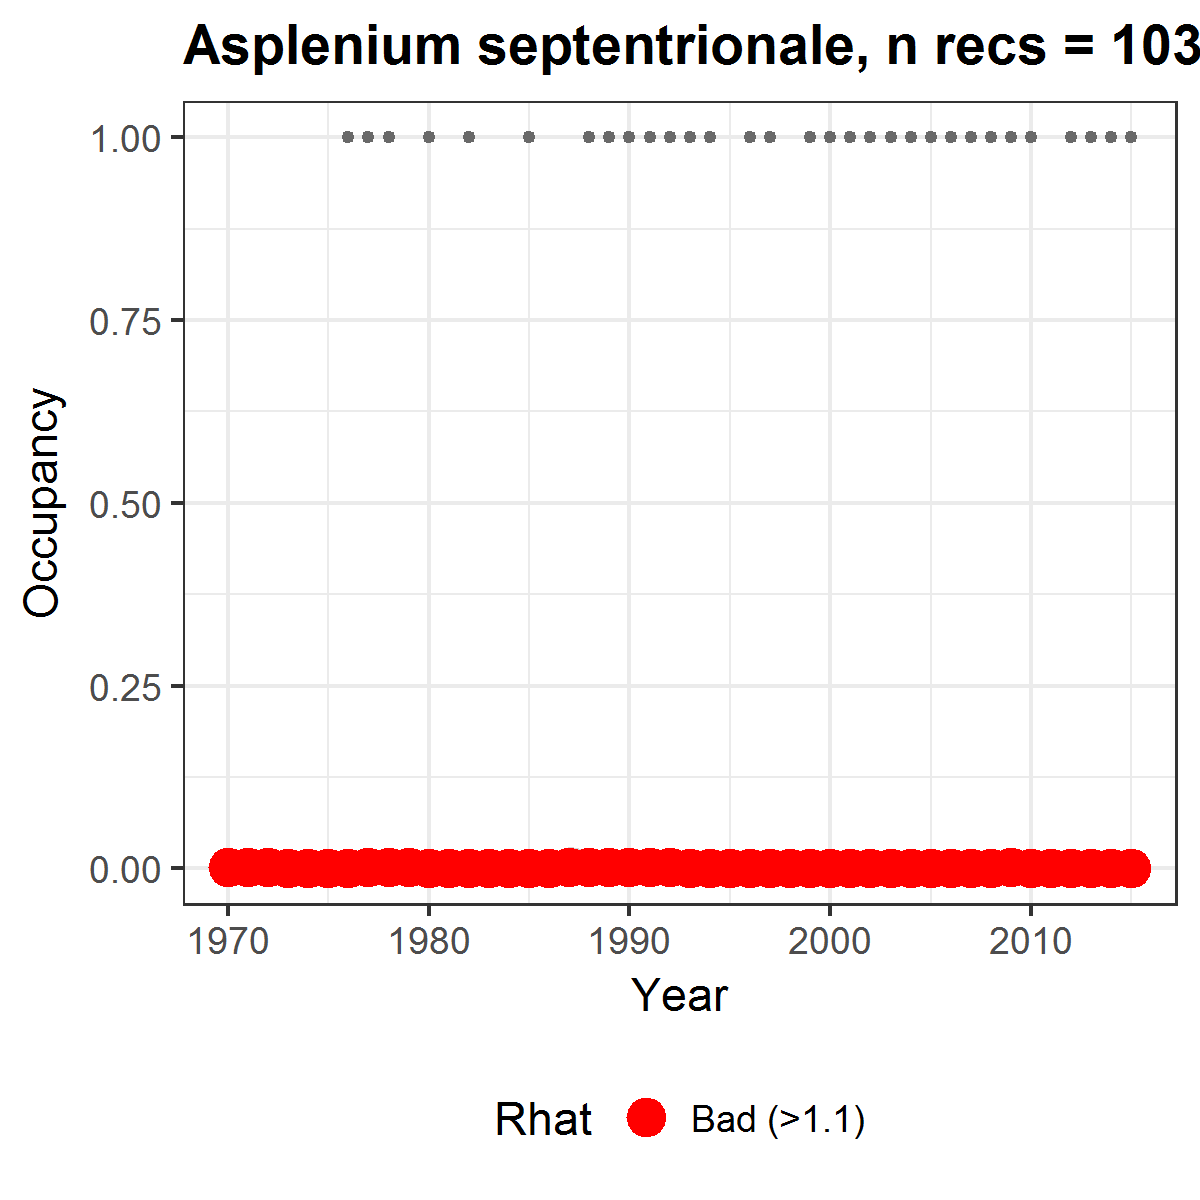 Asplenium septentrionale, n recs = 103
1.00
0.75
0.50
0.25
0.00
Occupancy
1970 1980 1990 2000 2010
Year
Rhat Bad (>1.1)